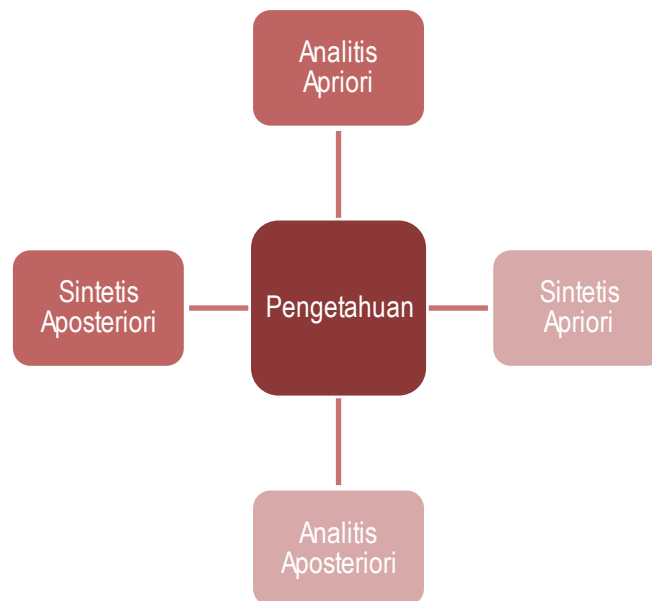 Analitis
Apriori
Sintetis
Aposteriori
Pengetahuan
Sintetis
Apriori
Analitis
Aposteriori